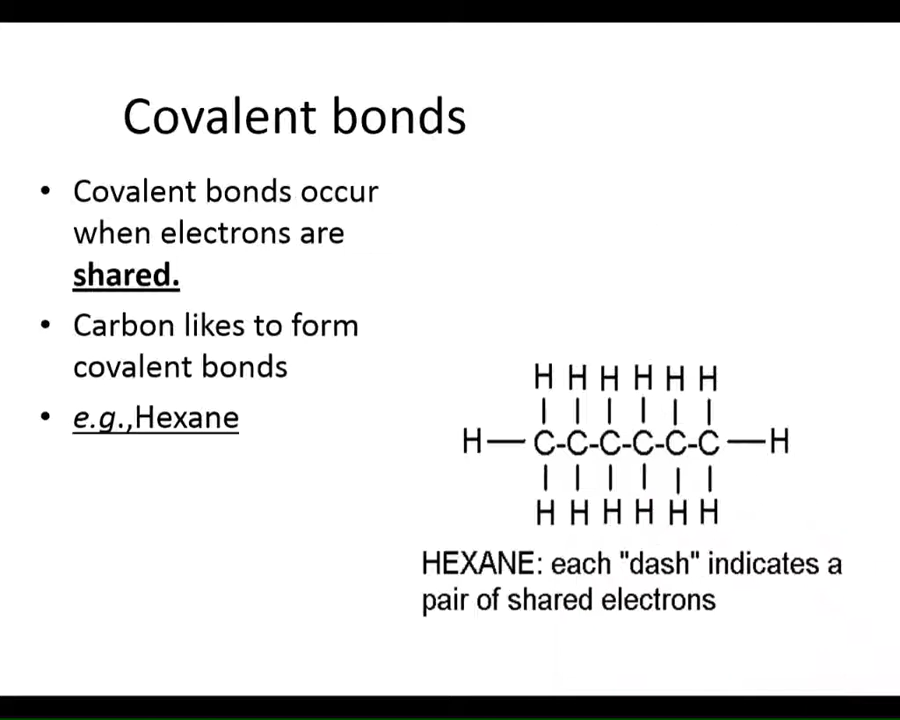 Covalent bonds
• Covalent bonds occur
when electrons are
shared.
• Carbon likes to form
covalent bonds
• e.g.,Hexane
H H H H H H
| | | | | |
H—C-C-C-C-C-C—H
| | | | | |
H H H H H H
HEXANE: each "dash" indicates a
pair of shared electrons